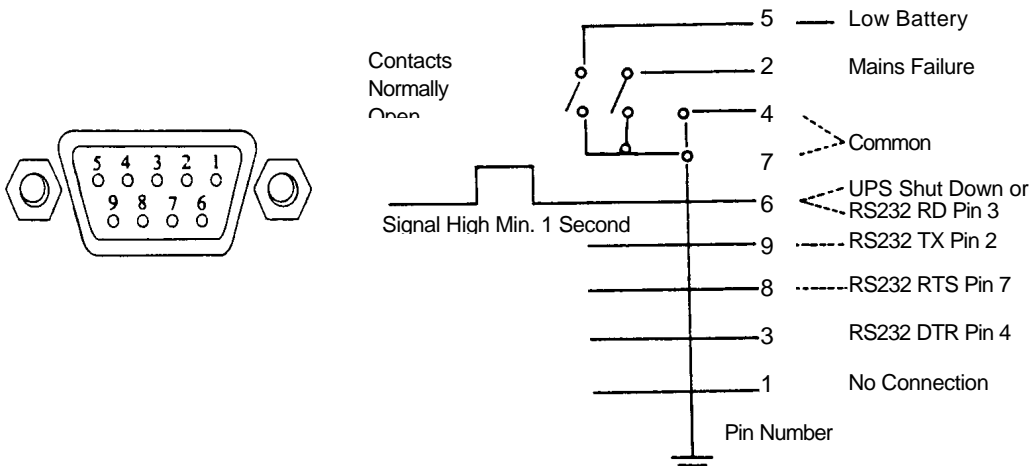 5 4 3 2 1
9 8 7 6
Contacts
Normally
Open
Signal High Min. 1 Second
5 Low Battery
2 Mains Failure
4
7
Common
6
UPS Shut Down or
RS232 RD Pin 3
9 RS232 TX Pin 2
8 RS232 RTS Pin 7
3 RS232 DTR Pin 4
1 No Connection
Pin Number